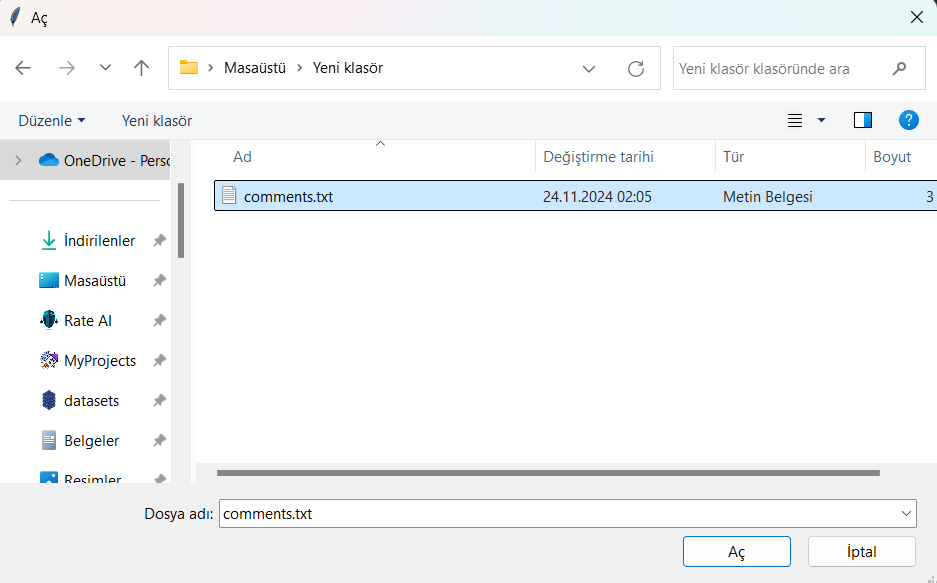 Aç
Masaüstü
Yeni klasör
Yeni klasör klasöründe ara
Düzenle
Yeni klasör
?
OneDrive - Perso
Ad
Değiştirme tarihi
Tür
Boyut
comments.txt
24.11.2024 02:05
Metin Belgesi
3
İndirilenler
Masaüstü
Rate AI
MyProjects
datasets
Belgeler
Resimler
Dosya adı:
comments.txt
Aç
İptal